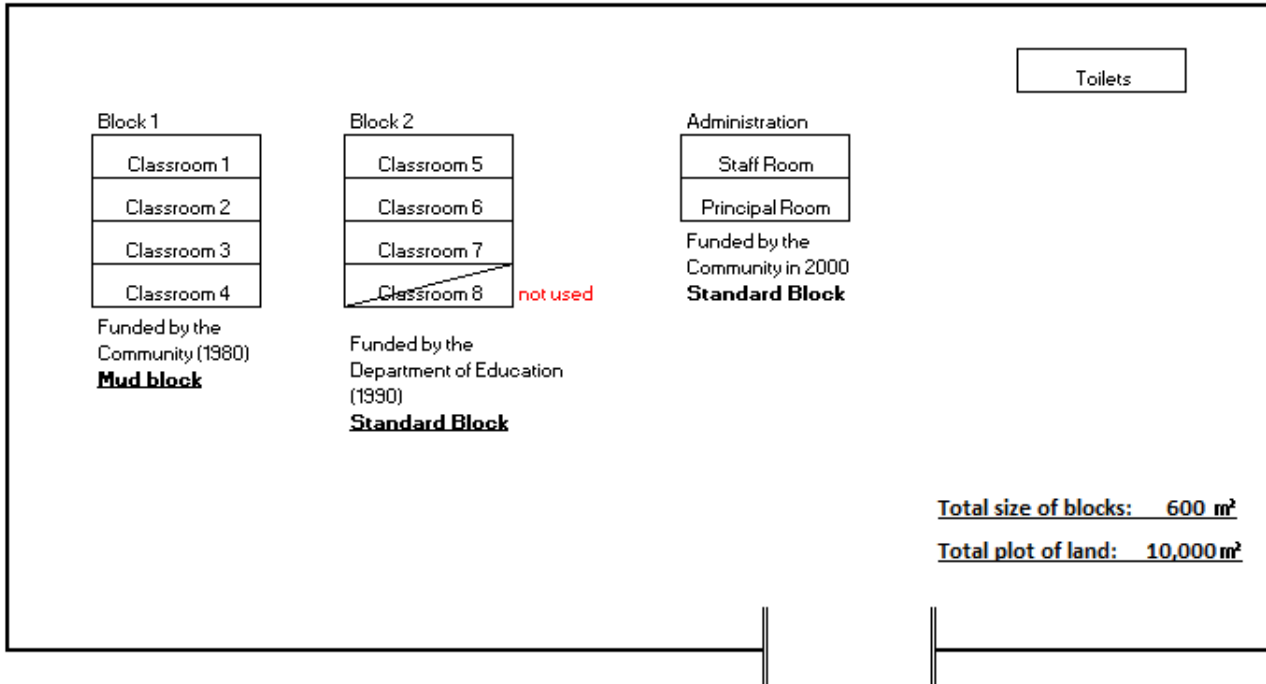 Toilets
Block 1
Classroom 1
Classroom 2
Classroom 3
Classroom 4
Funded by the
Community (1980)
Mud block
Block 2
Classroom 5
Classroom 6
Classroom 7
Classroom 8
not used
Funded by the
Department of Education
(1990)
Standard Block
Administration
Staff Room
Principal Room
Funded by the
Community in 2000
Standard Block
Total size of blocks: 600 m²
Total plot of land: 10,000 m²